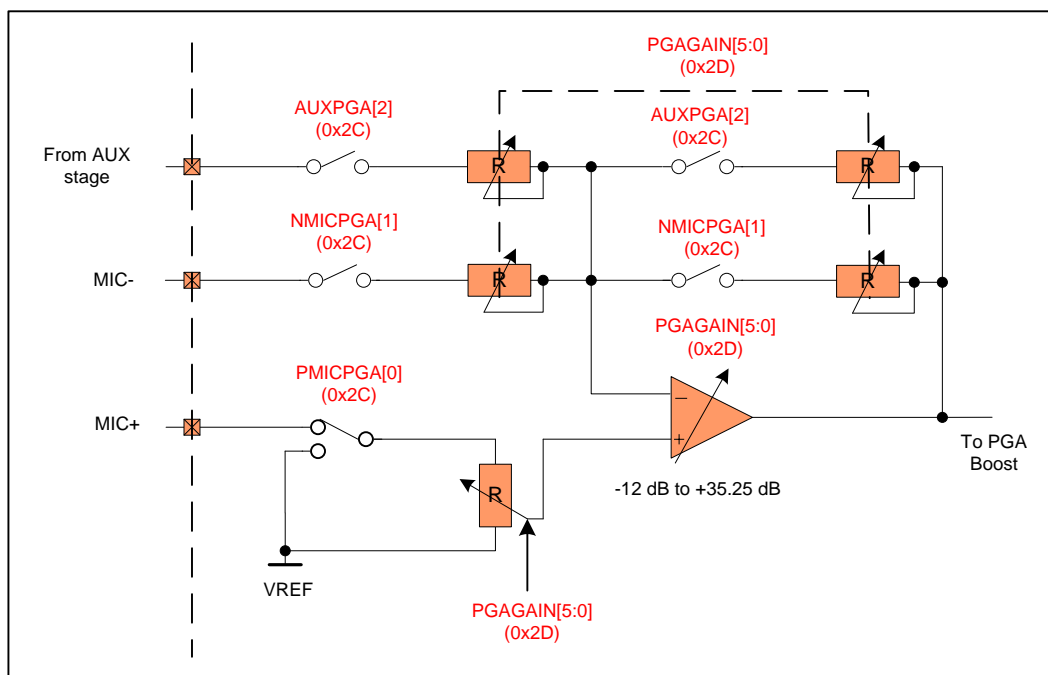 PGAGAIN[5:0]
(0x2D)
AUXPGA[2]
(0x2C)
AUXPGA[2]
(0x2C)
From AUX
stage
R
R
NMICPGA[1]
(0x2C)
NMICPGA[1]
(0x2C)
MIC-
R
R
PGAGAIN[5:0]
(0x2D)
PMICPGA[0]
(0x2C)
MIC+
−
+
To PGA
Boost
R
-12 dB to +35.25 dB
VREF
PGAGAIN[5:0]
(0x2D)